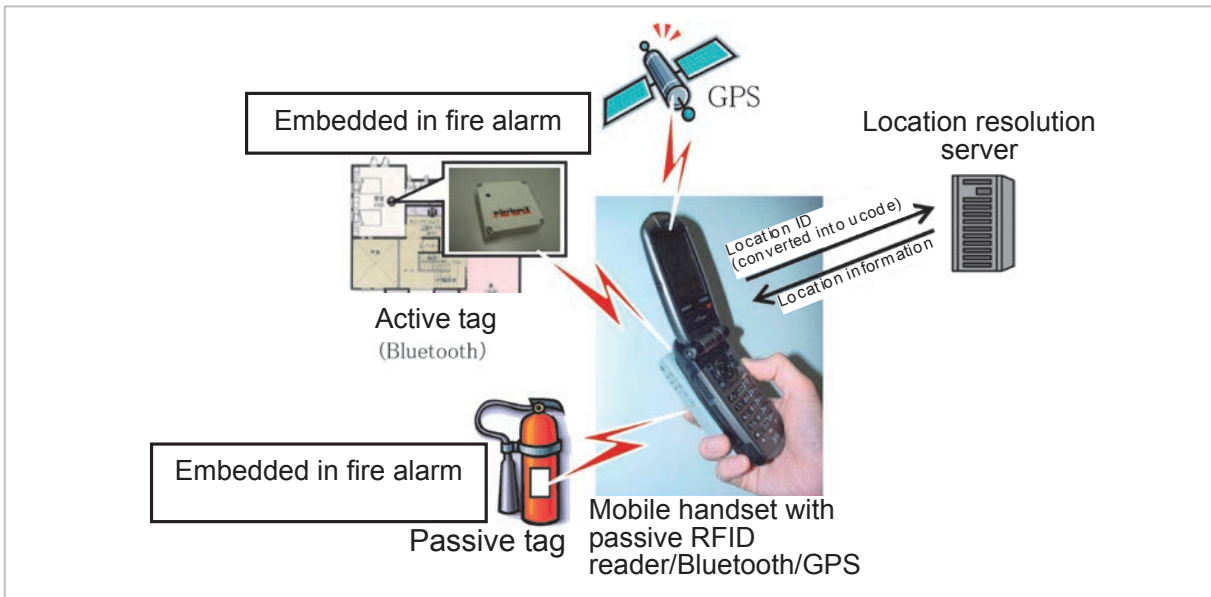 GPS
Embedded in fire alarm
Location resolution
server
Location ID
(converted into ucode)
Location information
Active tag
(Bluetooth)
Embedded in fire alarm
Passive tag
Mobile handset with
passive RFID
reader/Bluetooth/GPS